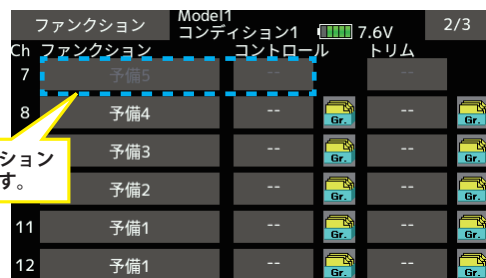 ファンクション Model1 コンディション1 7.6V 2/3
Ch ファンクション コントロール トリム
7 予備5 -- --
8 予備4 -- Gr. -- Gr.
予備3 -- Gr. -- Gr.
予備2 -- Gr. -- Gr.
11 予備1 -- Gr. -- Gr.
12 予備1 -- Gr. -- Gr.
ション
す。